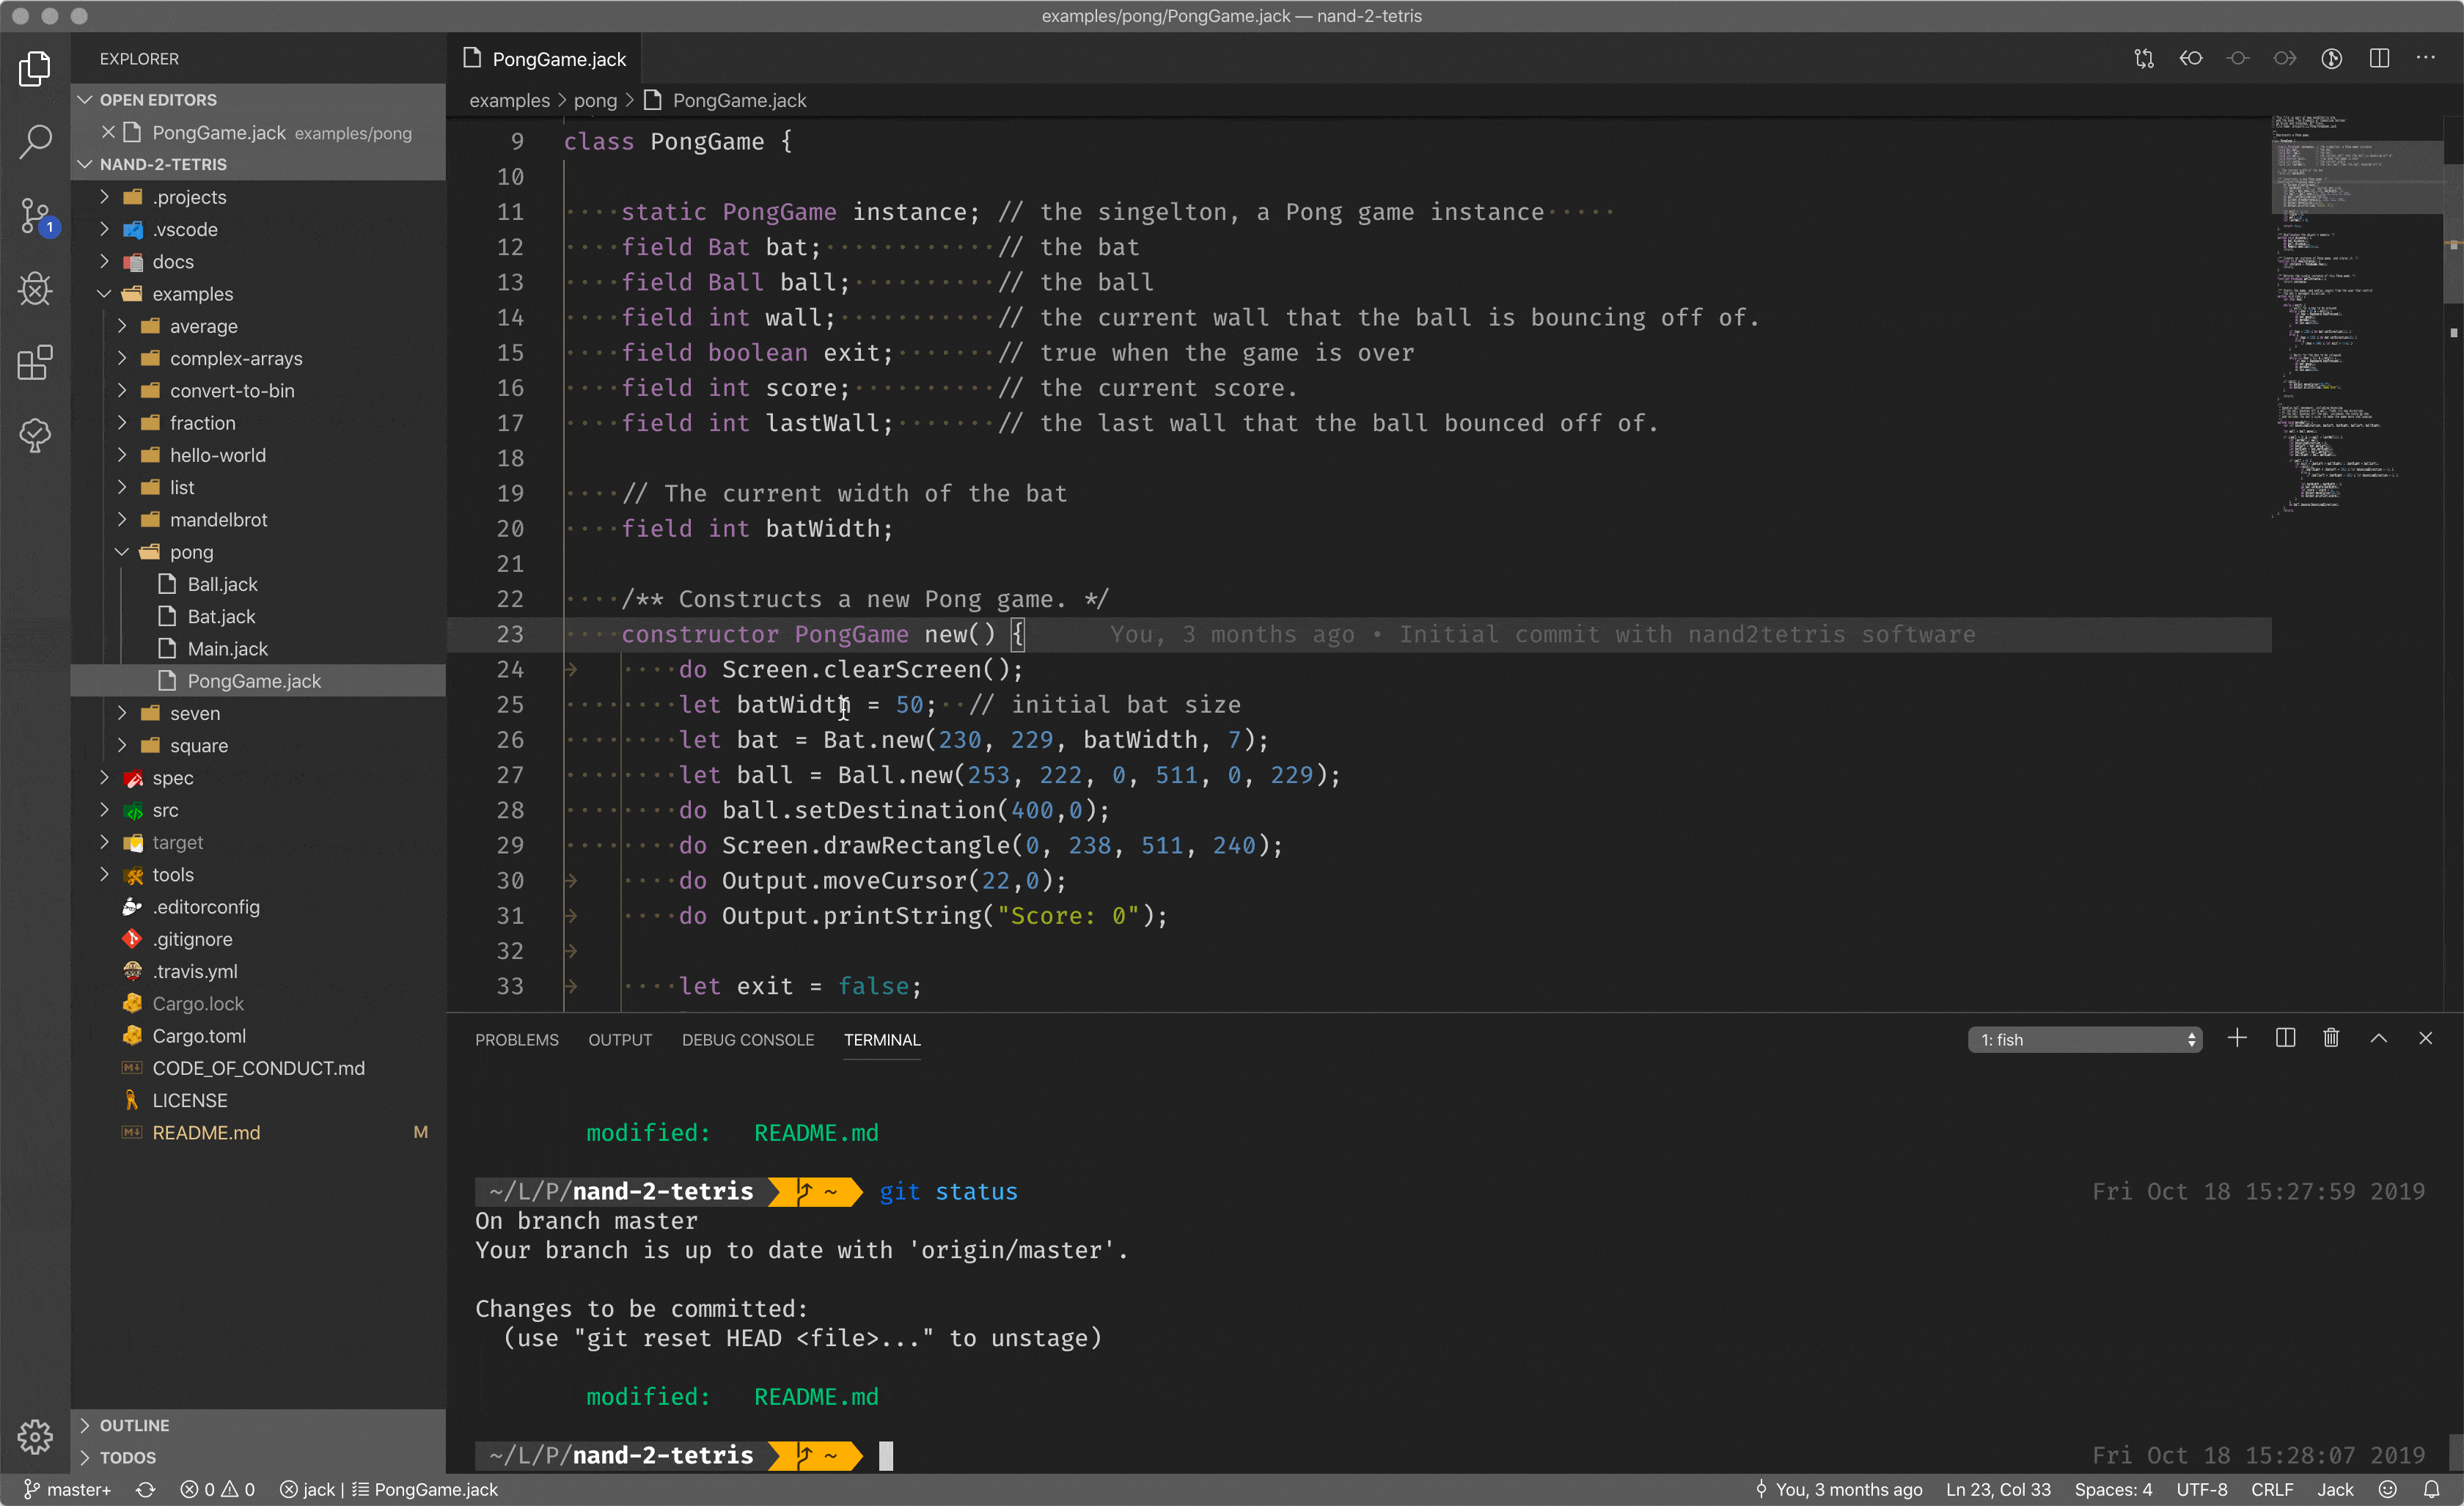 examples/pong/PongGame.jack — nand-2-tetris
EXPLORER
OPEN EDITORS
PongGame.jack examples/pong
NAND-2-TETRIS
.projects
.vscode
docs
examples
average
complex-arrays
convert-to-bin
fraction
hello-world
list
mandelbrot
pong
Ball.jack
Bat.jack
Main.jack
PongGame.jack
seven
square
spec
src
target
tools
.editorconfig
.gitignore
.travis.yml
Cargo.lock
Cargo.toml
CODE_OF_CONDUCT.md
LICENSE
README.md M
OUTLINE
TODOS
1
PongGame.jack
examples > pong > PongGame.jack
9 class PongGame {
10
11 static PongGame instance; // the singelton, a Pong game instance
12 field Bat bat; // the bat
13 field Ball ball; // the ball
14 field int wall; // the current wall that the ball is bouncing off of.
15 field boolean exit; // true when the game is over
16 field int score; // the current score.
17 field int lastWall; // the last wall that the ball bounced off of.
18
19 // The current width of the bat
20 field int batWidth;
21
22 /** Constructs a new Pong game. */
23 constructor PongGame new() { You, 3 months ago • Initial commit with nand2tetris software
24 do Screen.clearScreen();
25 let batWidth = 50; // initial bat size
26 let bat = Bat.new(230, 229, batWidth, 7);
27 let ball = Ball.new(253, 222, 0, 511, 0, 229);
28 do ball.setDestination(400,0);
29 do Screen.drawRectangle(0, 238, 511, 240);
30 do Output.moveCursor(22,0);
31 do Output.printString("Score: 0");
32
33 let exit = false;
PROBLEMS OUTPUT DEBUG CONSOLE TERMINAL 1: fish
modified: README.md
~/L/P/nand-2-tetris ~ git status Fri Oct 18 15:27:59 2019
On branch master
Your branch is up to date with 'origin/master'.
Changes to be committed:
(use "git reset HEAD <file>..." to unstage)
modified: README.md
~/L/P/nand-2-tetris ~ Fri Oct 18 15:28:07 2019
master+ 0 0 jack | PongGame.jack You, 3 months ago Ln 23, Col 33 Spaces: 4 UTF-8 CRLF Jack